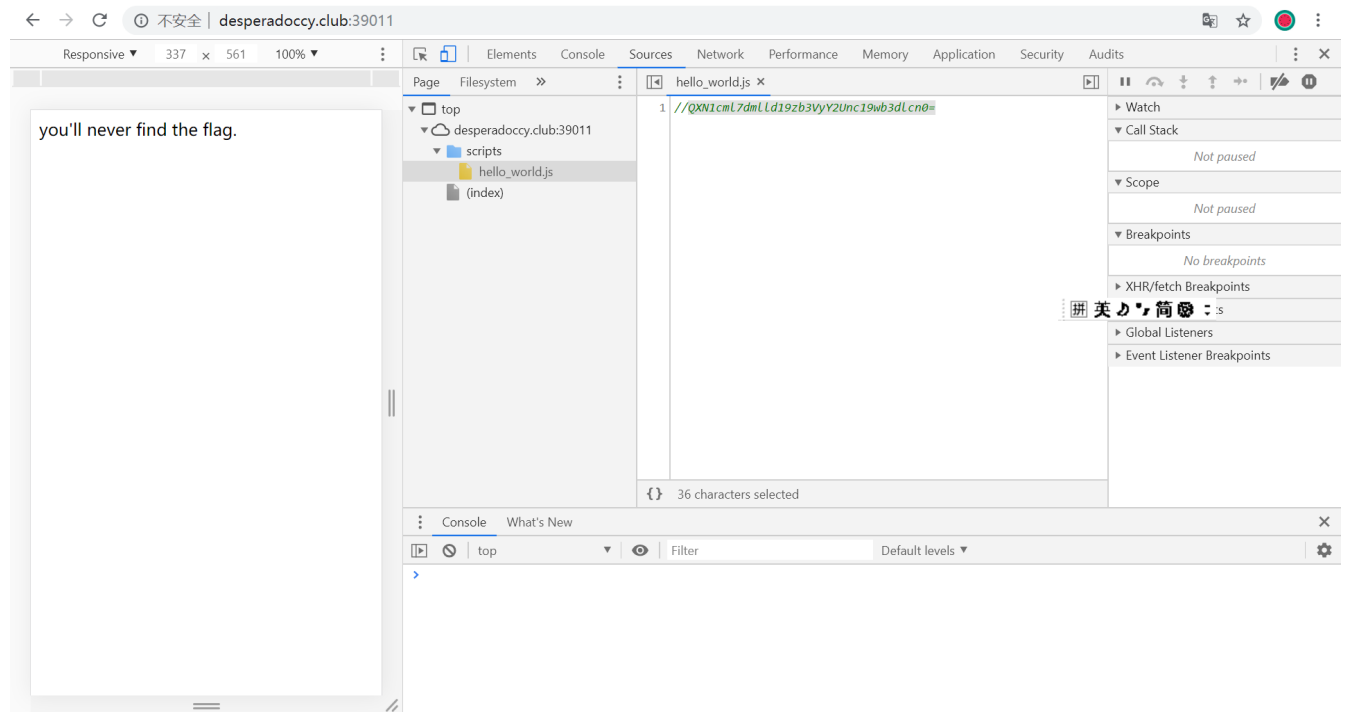 不安全 | desperadoccy.club:39011
Responsive ▼ 337 x 561 100% ▼
Elements Console Sources Network Performance Memory Application Security Audits
Page Filesystem »
hello_world.js ×
you'll never find the flag.
top
desperadoccy.club:39011
scripts
hello_world.js
(index)
1 //QXN1cml7dmlld19zb3VyY2Unc19wb3dlcn0=
Watch
Call Stack
Not paused
Scope
Not paused
Breakpoints
No breakpoints
XHR/fetch Breakpoints
拼 英 简
Global Listeners
Event Listener Breakpoints
{} 36 characters selected
Console What's New
top ▼ Filter Default levels ▼